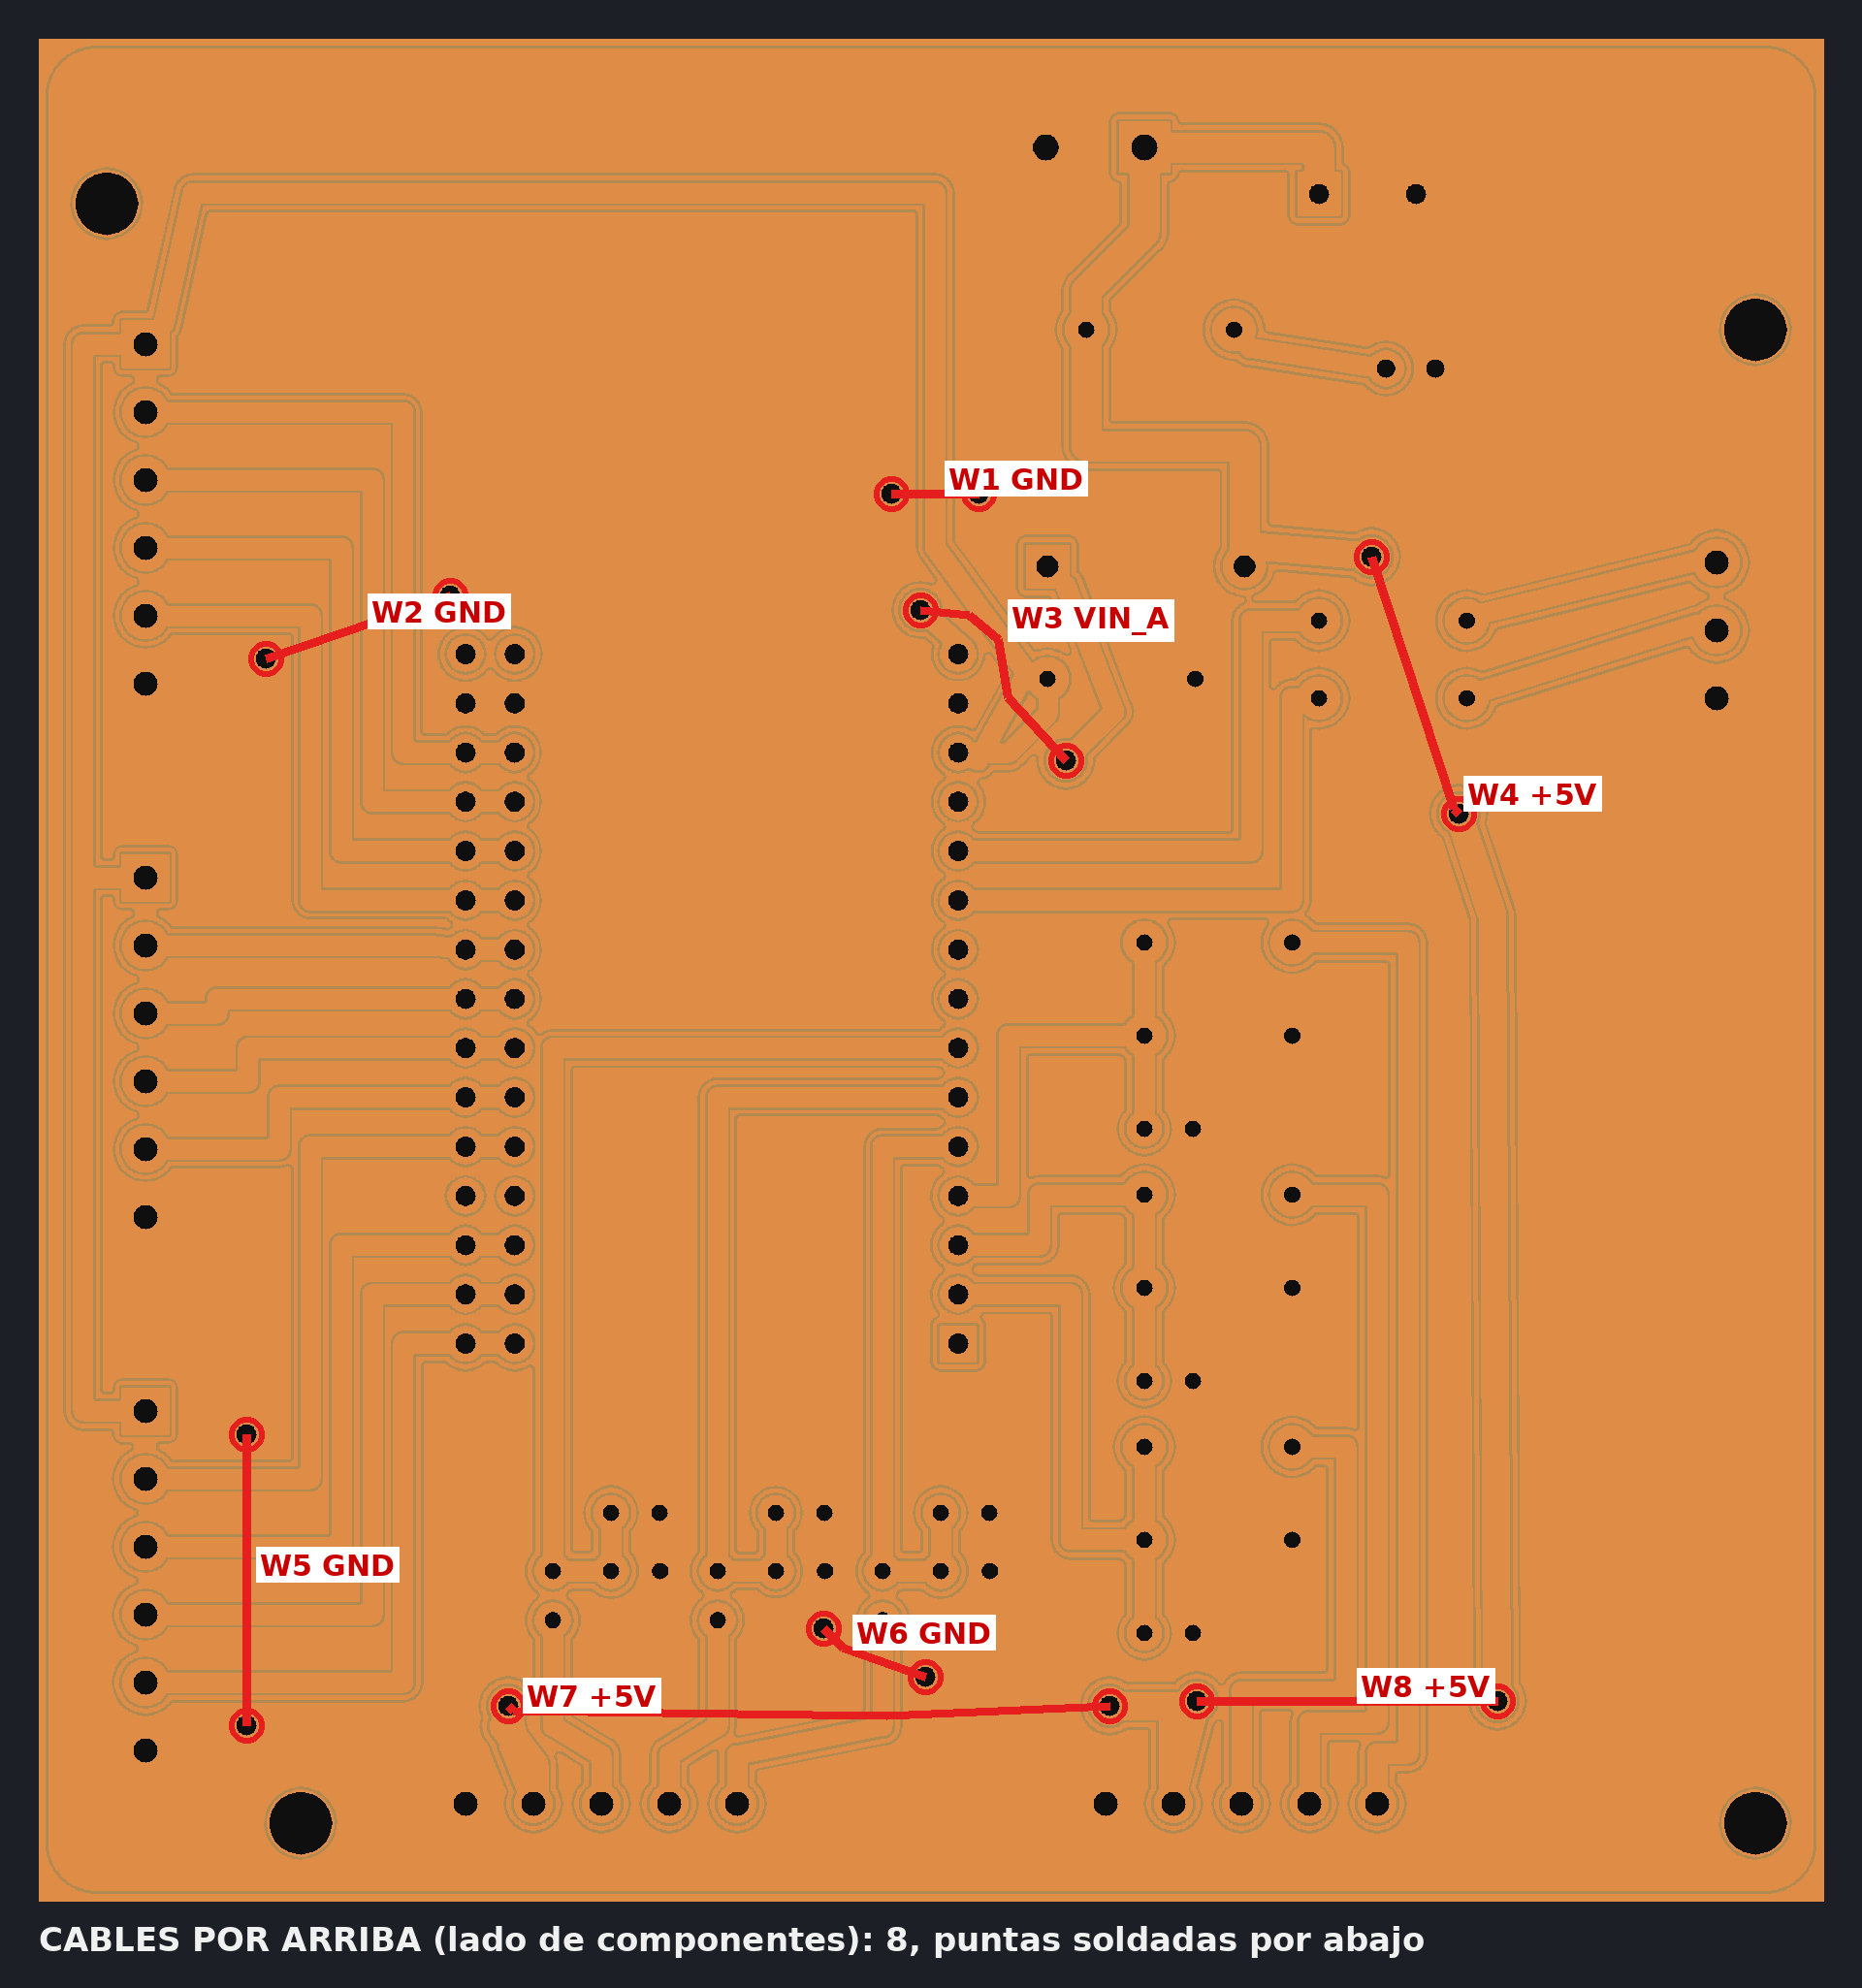 W1 GND
W2 GND
W3 VIN_A
W4 +5V
W5 GND
W6 GND
W7 +5V
W8 +5V
CABLES POR ARRIBA (lado de componentes): 8, puntas soldadas por abajo